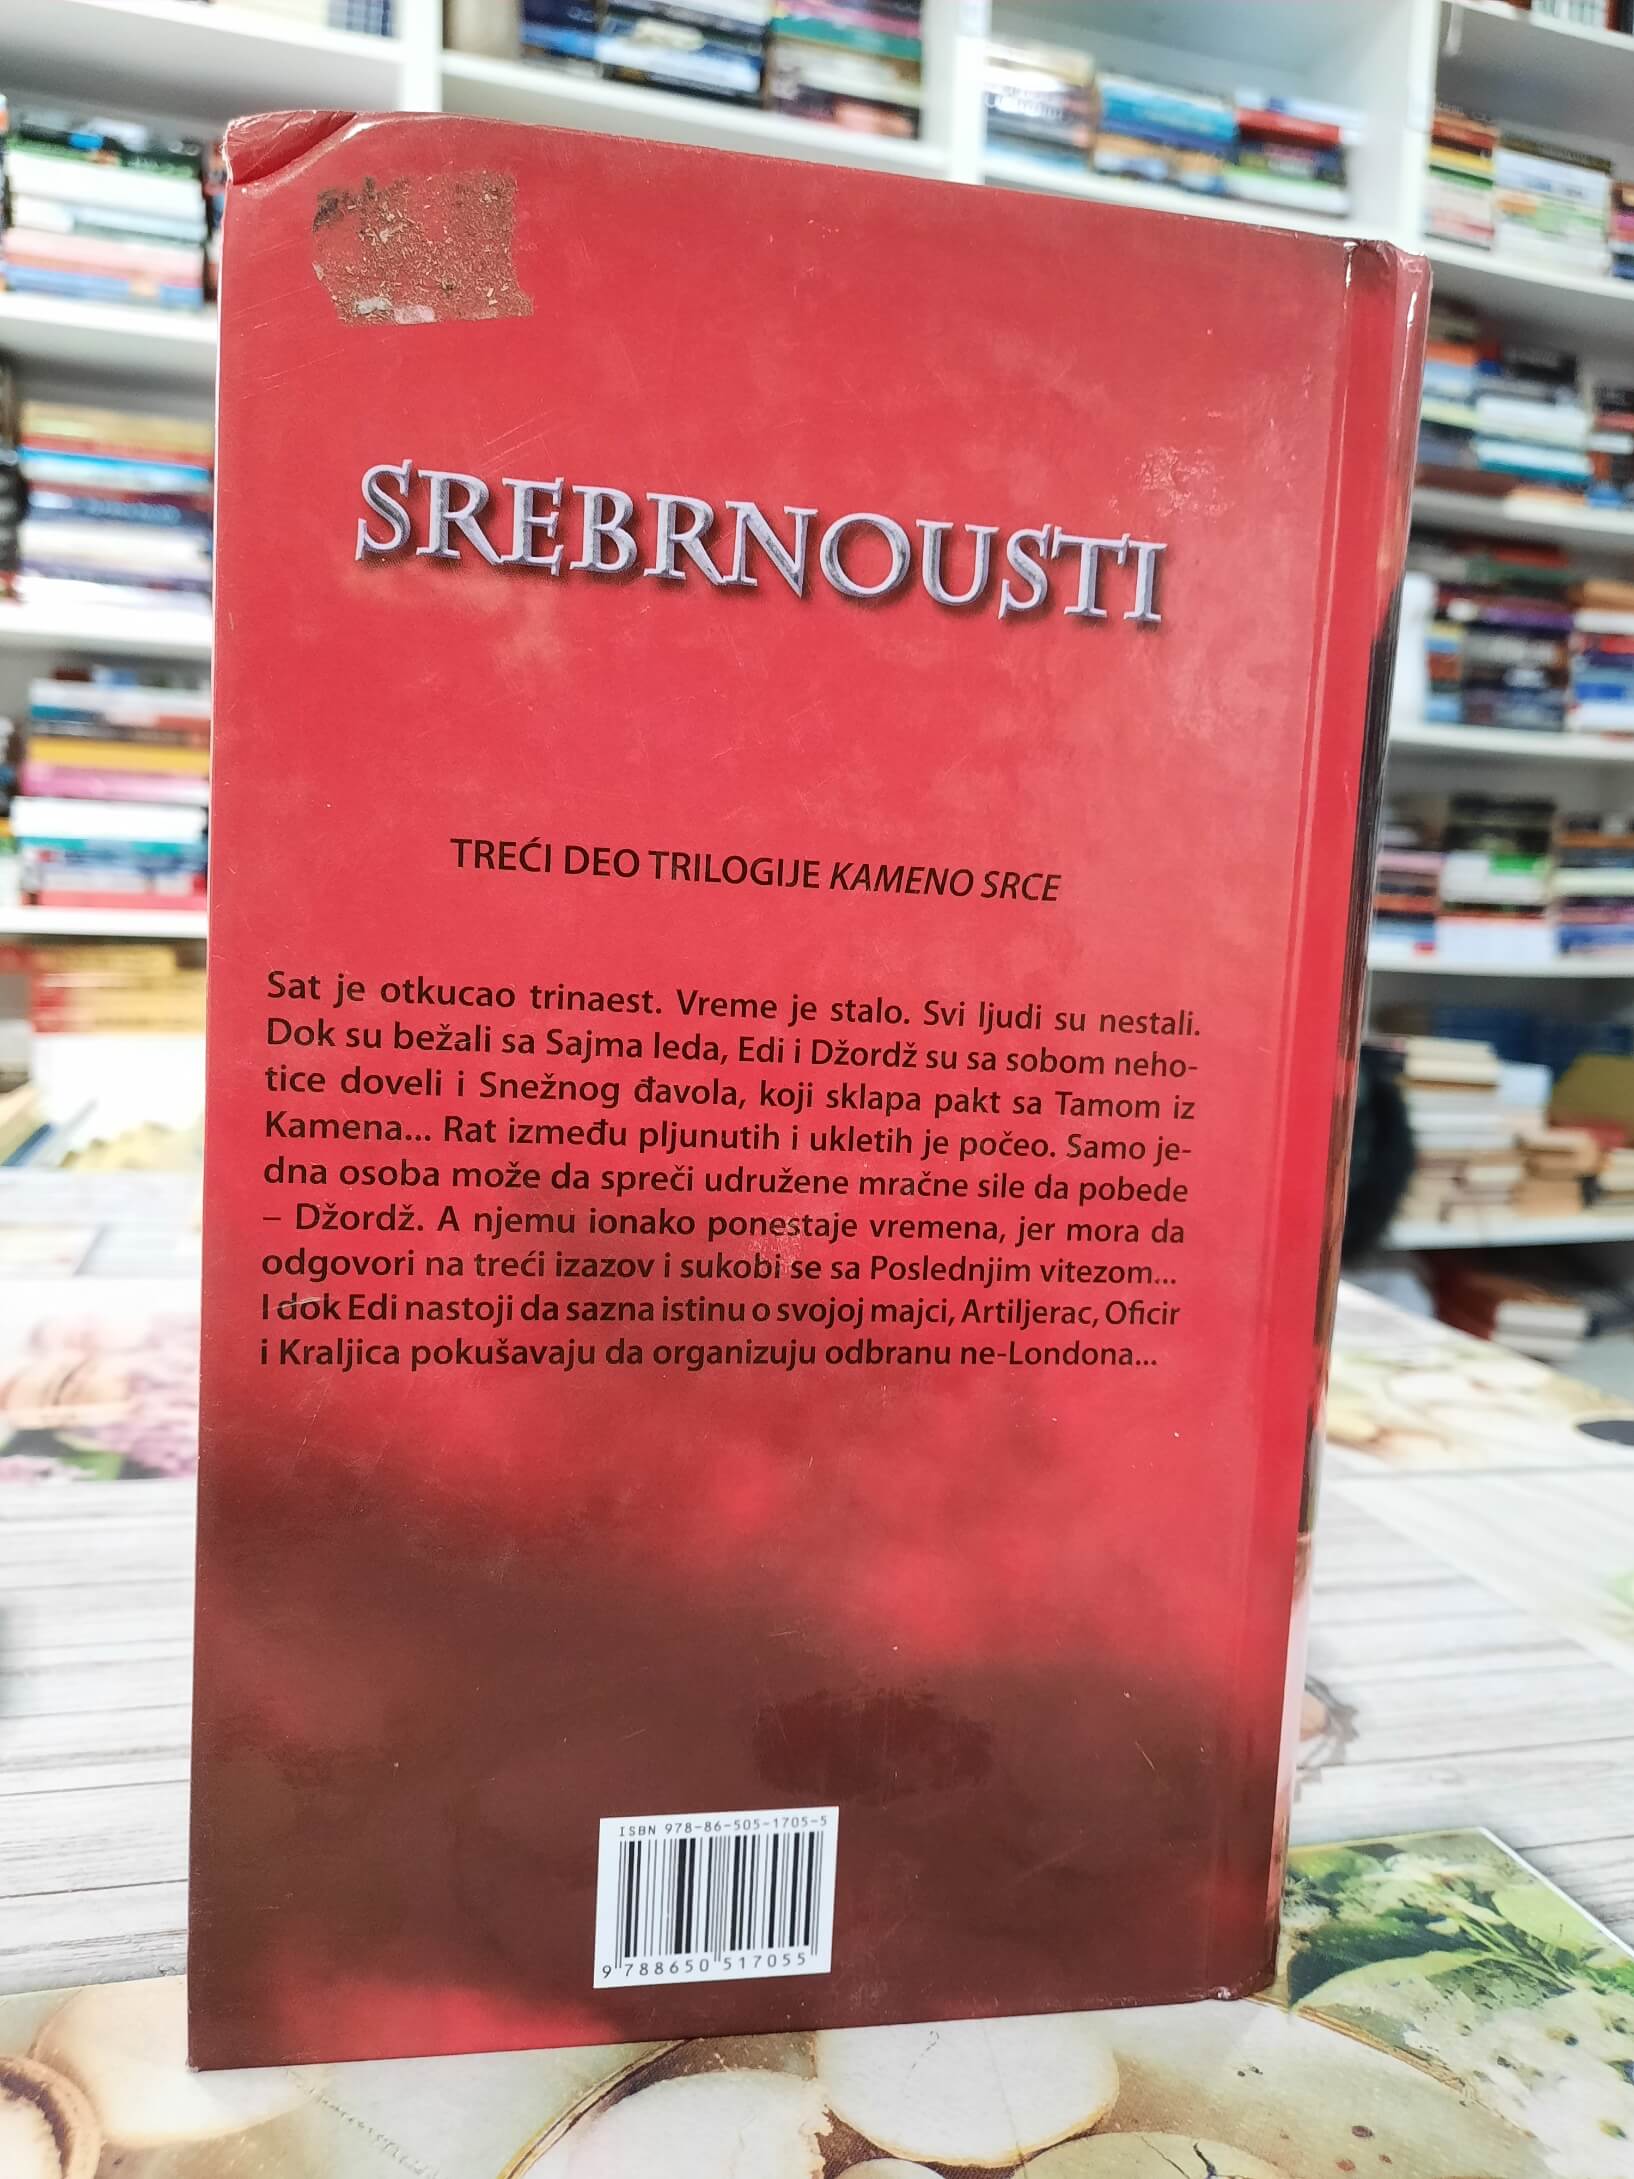 SREBRNOUSTI
TREĆI DEO TRILOGIJE KAMENO SRCE
Sat je otkucao trinaest. Vreme je stalo. Svi ljudi su nestali.
Dok su bežali sa Sajma leda, Edi i Džordž su sa sobom neho-
tice doveli i Snežnog đavola, koji sklapa pakt sa Tamom iz
Kamena... Rat između pljunutih i ukletih je počeo. Samo je-
dna osoba može da spreči udružene mračne sile da pobede
– Džordž. A njemu ionako ponestaje vremena, jer mora da
odgovori na treći izazov i sukobi se sa Poslednjim vitezom...
I dok Edi nastoji da sazna istinu o svojoj majci, Artiljerac, Oficir
i Kraljica pokušavaju da organizuju odbranu ne-Londona...
ISBN 978-86-505-1705-5
9 788650 517055